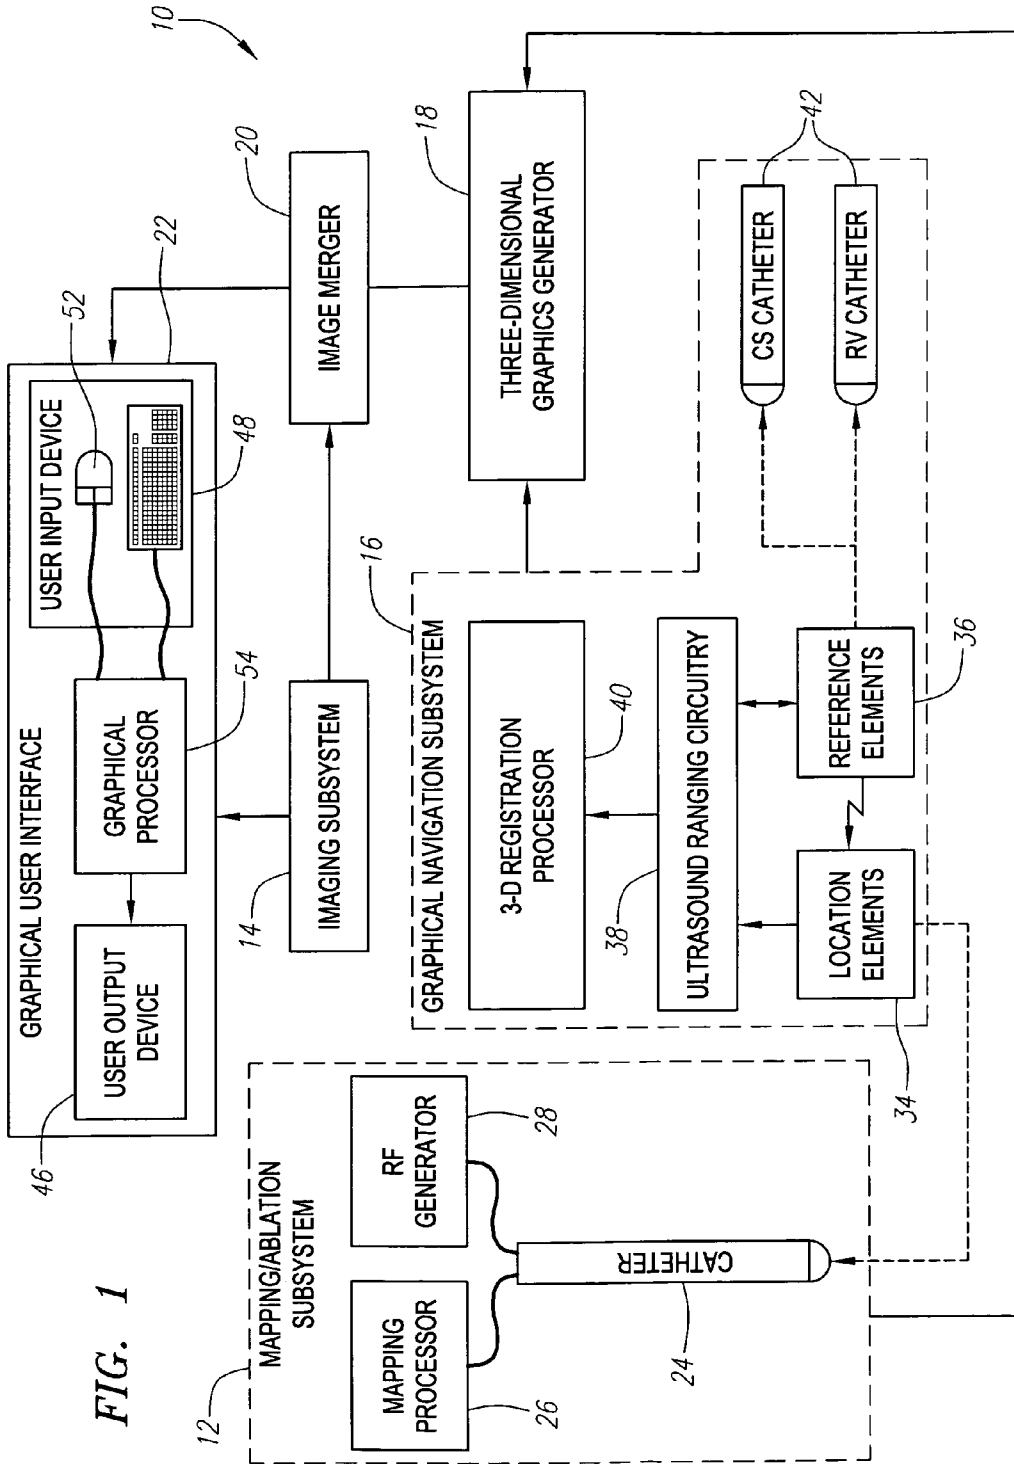 FIG. 1
10
GRAPHICAL USER INTERFACE
22
46
USER OUTPUT
DEVICE
GRAPHICAL
PROCESSOR
54
USER INPUT DEVICE
52
48
14
IMAGING SUBSYSTEM
IMAGE MERGER
20
12
MAPPING/ABLATION
SUBSYSTEM
MAPPING
PROCESSOR
26
RF
GENERATOR
28
CATHETER
24
GRAPHICAL NAVIGATION SUBSYSTEM
16
3-D REGISTRATION
PROCESSOR
40
38
ULTRASOUND RANGING CIRCUITRY
LOCATION
ELEMENTS
34
REFERENCE
ELEMENTS
36
THREE-DIMENSIONAL
GRAPHICS GENERATOR
18
CS CATHETER
RV CATHETER
42